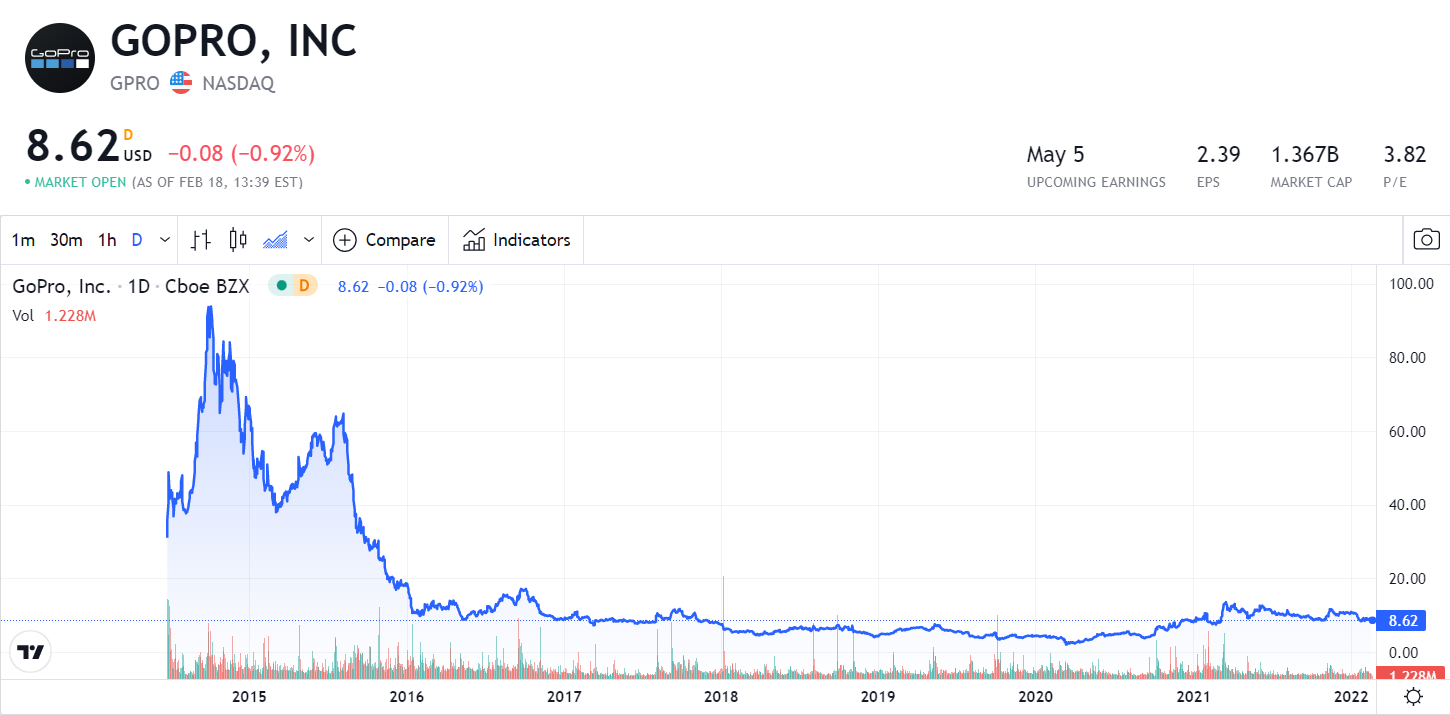 GoPro
GOPRO, INC
GPRO NASDAQ
8.62 D USD −0.08 (−0.92%)
MARKET OPEN (AS OF FEB 18, 13:39 EST)
May 5 2.39 1.367B 3.82
UPCOMING EARNINGS EPS MARKET CAP P/E
1m 30m 1h D Compare Indicators
GoPro, Inc. · 1D · Cboe BZX D 8.62 −0.08 (−0.92%)
Vol 1.228M
100.00
80.00
60.00
40.00
20.00
8.62
0.00
1.228M
2015 2016 2017 2018 2019 2020 2021 2022